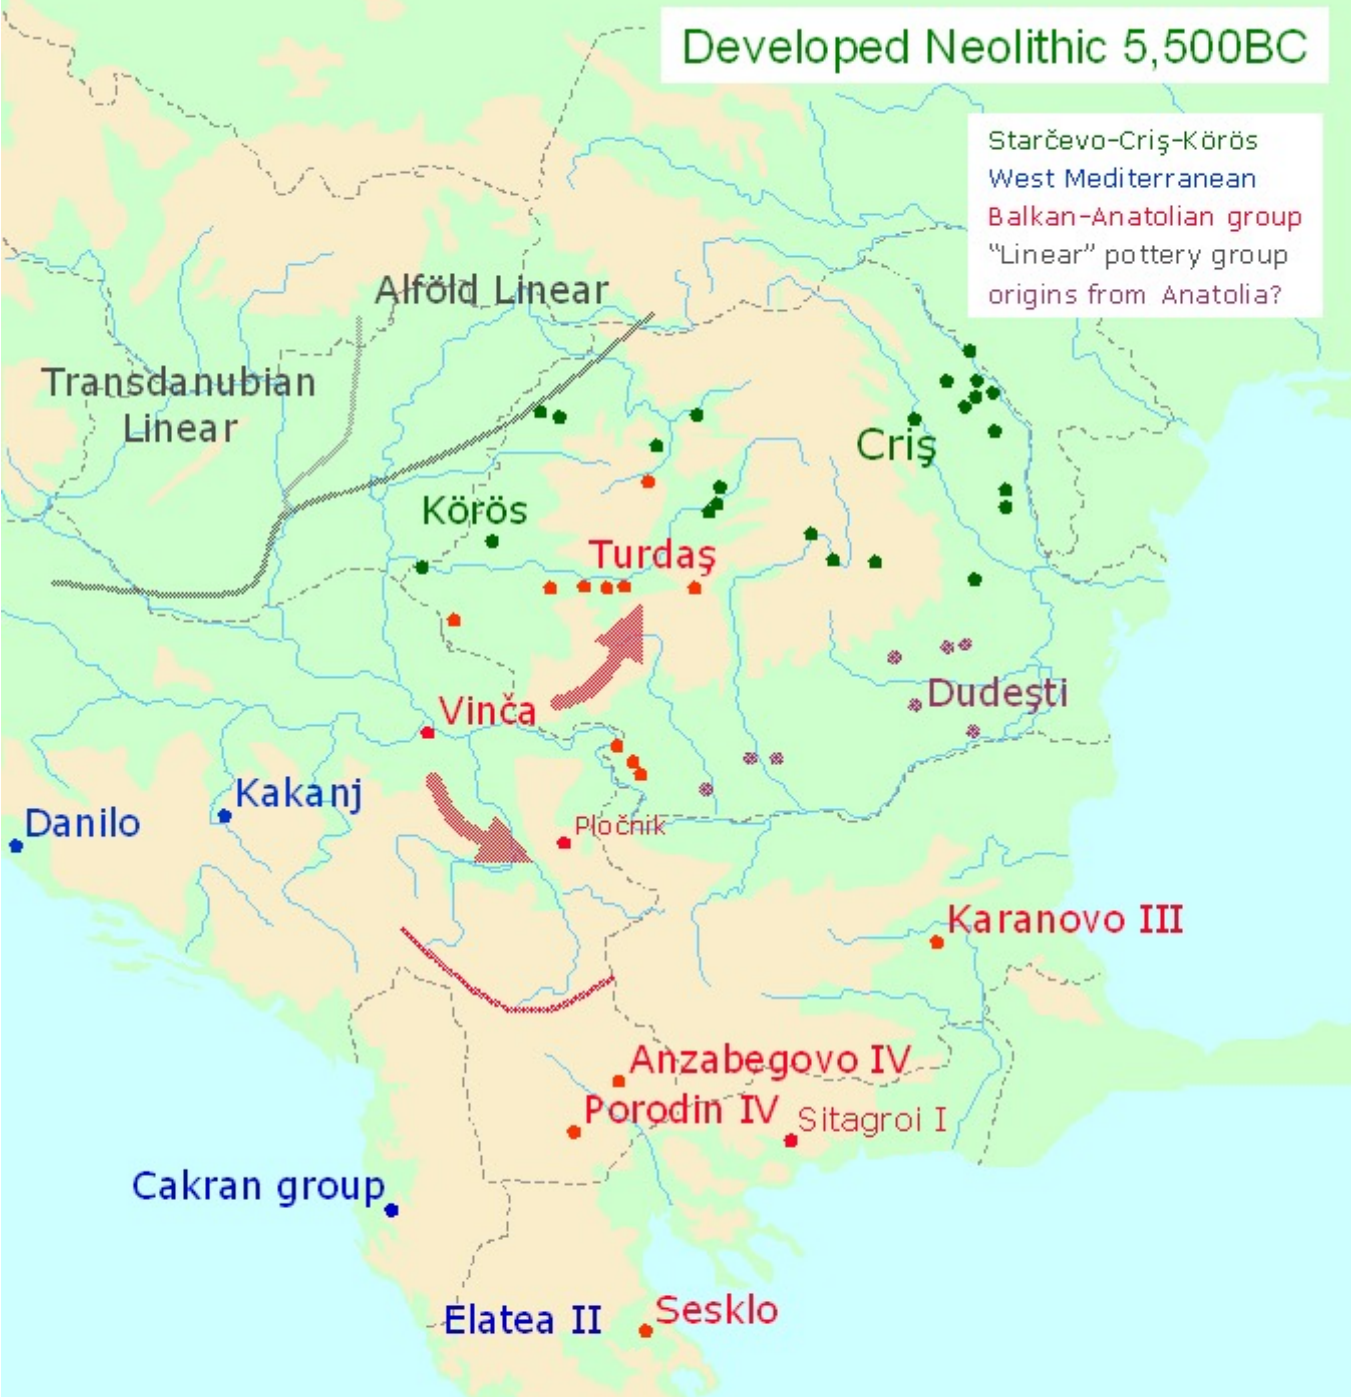 Developed Neolithic 5,500BC
Starčevo-Criş-Körös
West Mediterranean
Balkan-Anatolian group
"Linear" pottery group
origins from Anatolia?
Alföld Linear
Transdanubian
Linear
Criş
Körös
Turdaş
Vinča
Dudeşti
Kakanj
Danilo
Pločnik
Karanovo III
Anzabegovo IV
Porodin IV
Sitagroi I
Cakran group
Elatea II
Sesklo